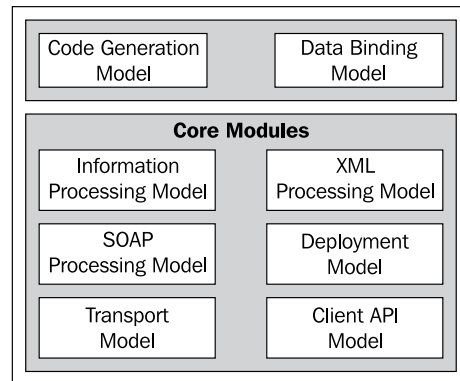 Code Generation
Model
Data Binding
Model
Core Modules
Information
Processing Model
XML
Processing Model
SOAP
Processing Model
Deployment
Model
Transport
Model
Client API
Model